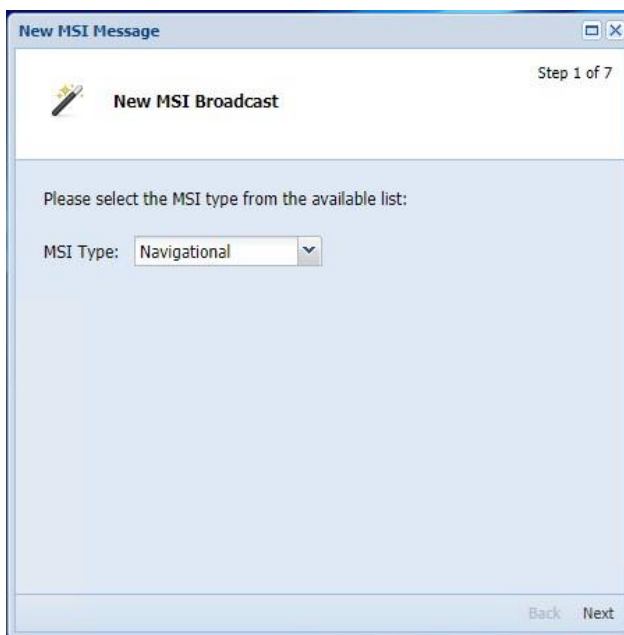 New MSI Message
Step 1 of 7
New MSI Broadcast
Please select the MSI type from the available list:
MSI Type: Navigational
Back Next